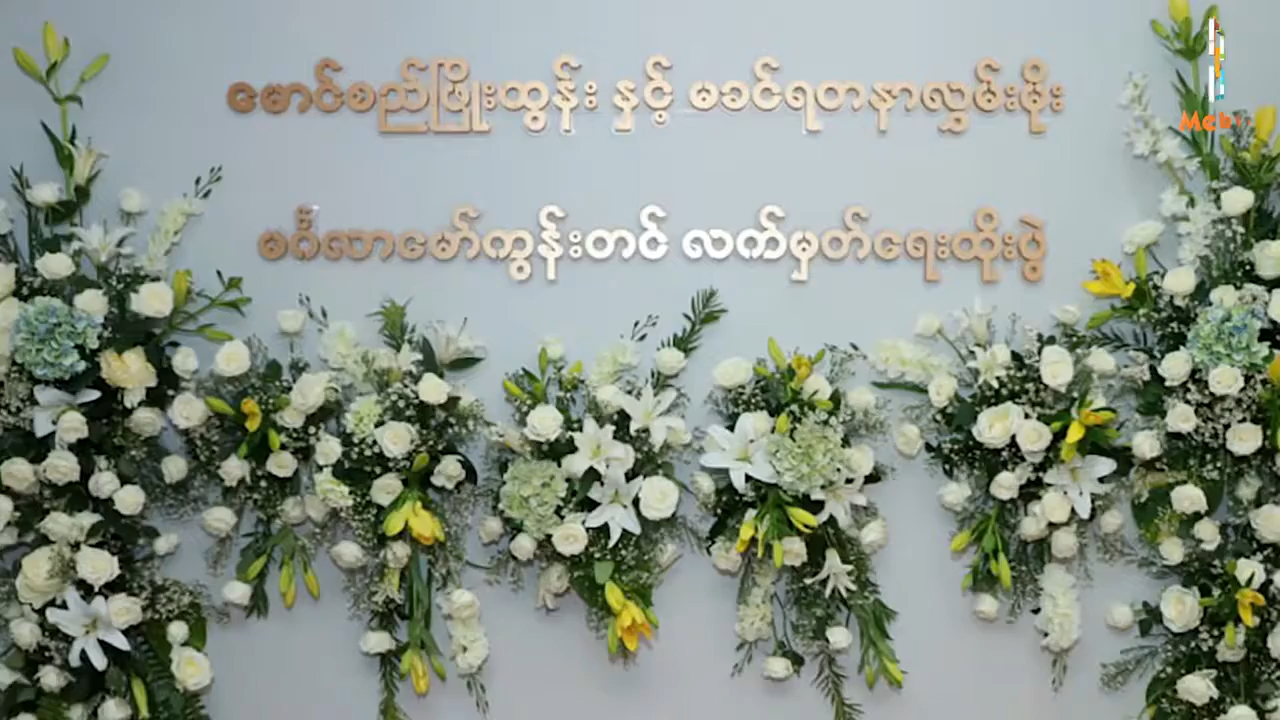 မောင်စည်ဖြိုးထွန်း နှင့် မခင်ရတနာလွှမ်းမိုး
မင်္ဂလာမော်ကွန်းတင် လက်မှတ်ရေးထိုးပွဲ